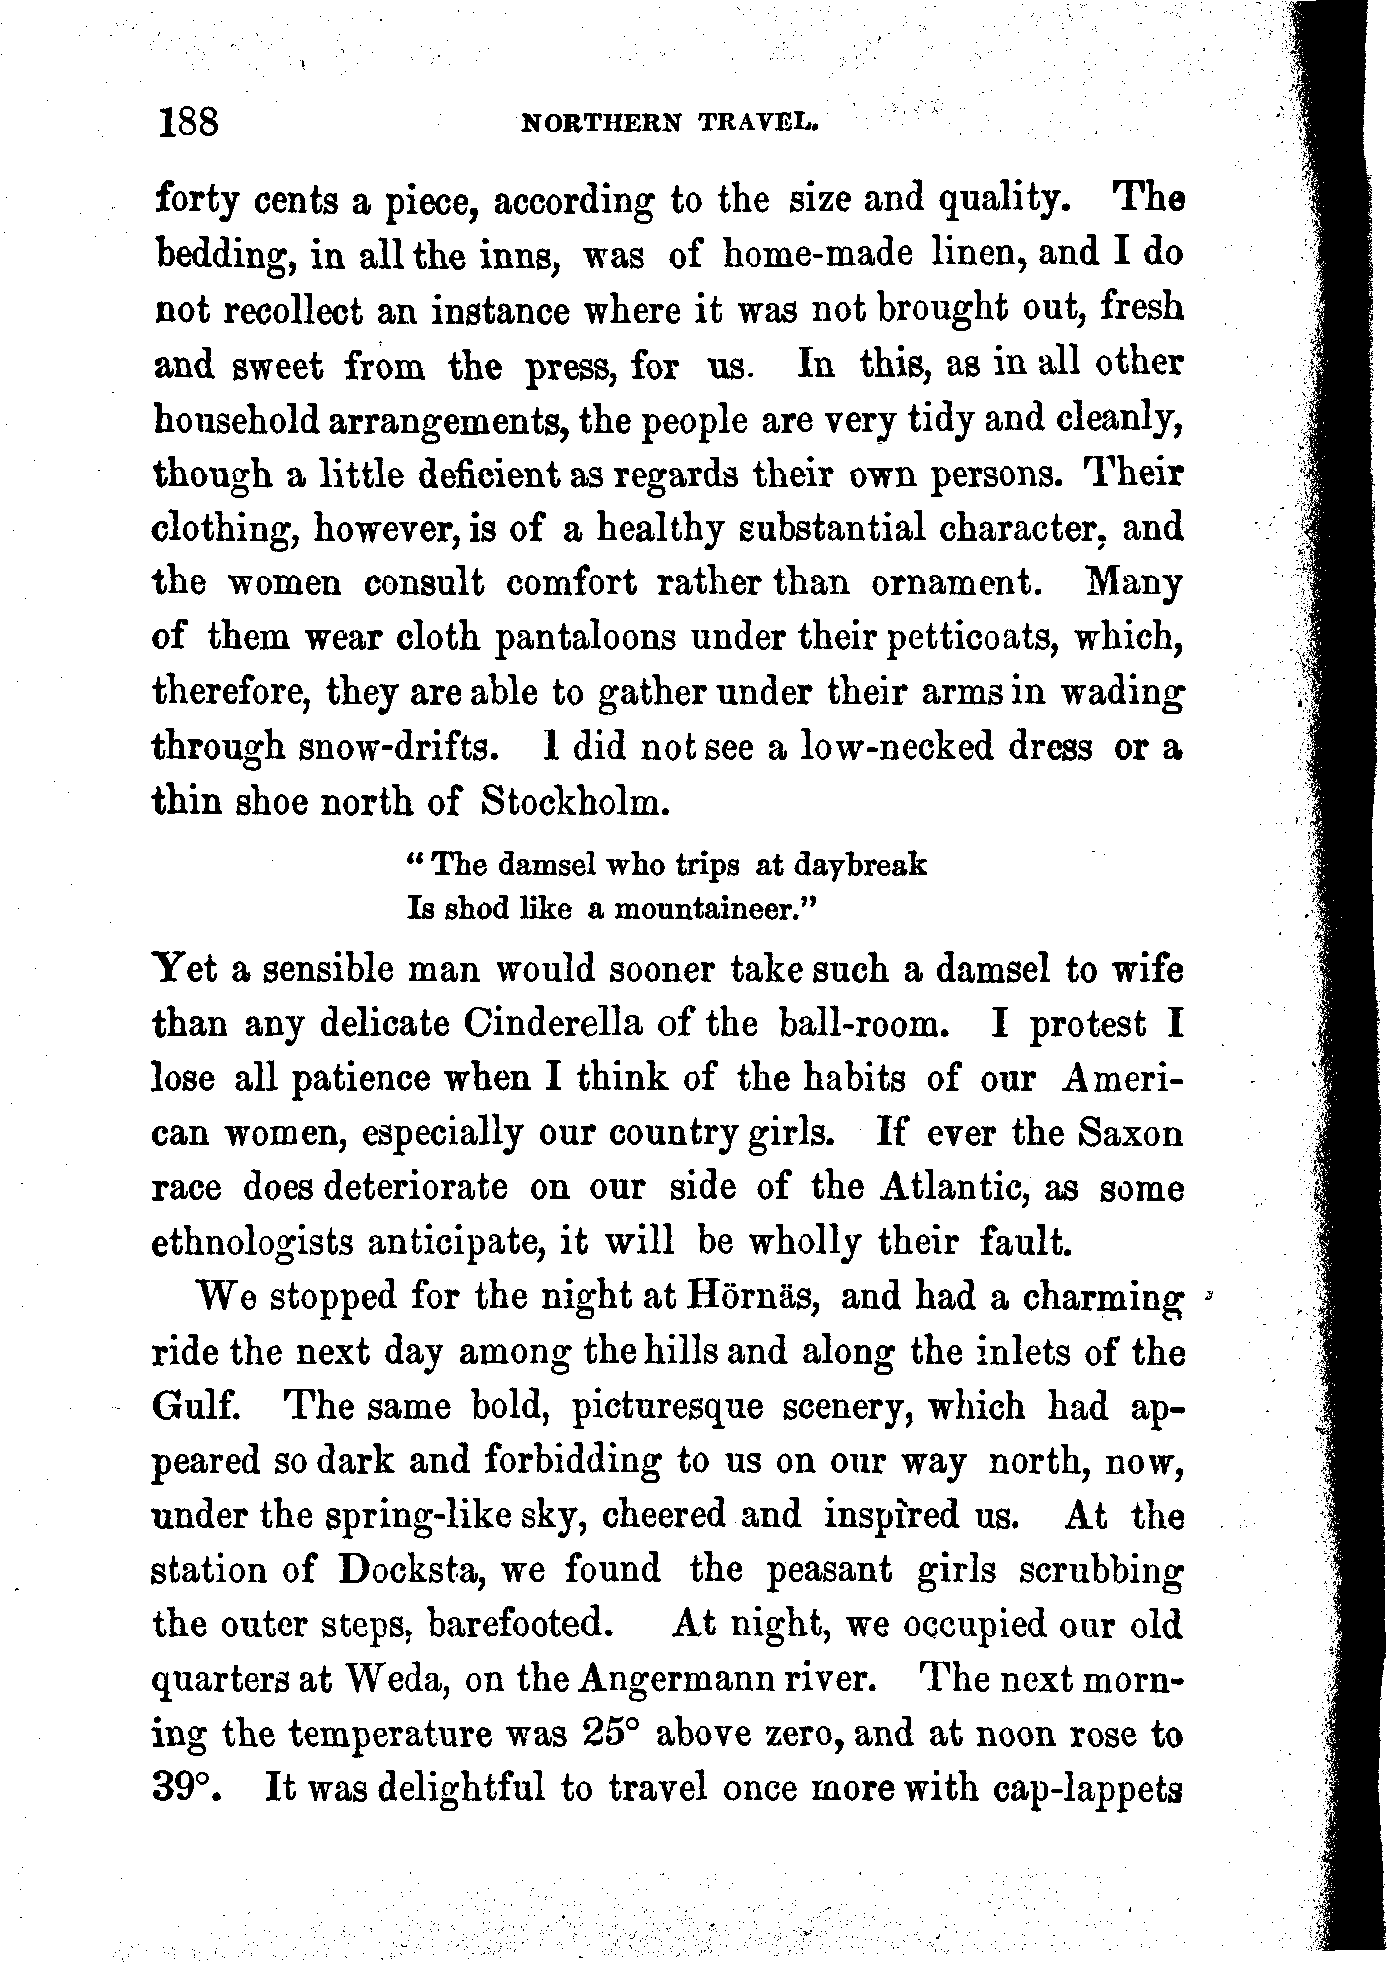 188 NORTHERN TRAVEL.
forty cents a piece, according to the size and quality. The
bedding, in all the inns, was of home-made linen, and I do
not recollect an instance where it was not brought out, fresh
and sweet from the press, for us. In this, as in all other
household arrangements, the people are very tidy and cleanly,
though a little deficient as regards their own persons. Their
clothing, however, is of a healthy substantial character, and
the women consult comfort rather than ornament. Many
of them wear cloth pantaloons under their petticoats, which,
therefore, they are able to gather under their arms in wading
through snow-drifts. I did not see a low-necked dress or a
thin shoe north of Stockholm.
“The damsel who trips at daybreak
Is shod like a mountaineer.”
Yet a sensible man would sooner take such a damsel to wife
than any delicate Cinderella of the ball-room. I protest I
lose all patience when I think of the habits of our Ameri-
can women, especially our country girls. If ever the Saxon
race does deteriorate on our side of the Atlantic, as some
ethnologists anticipate, it will be wholly their fault.
We stopped for the night at Hörnäs, and had a charming
ride the next day among the hills and along the inlets of the
Gulf. The same bold, picturesque scenery, which had ap-
peared so dark and forbidding to us on our way north, now,
under the spring-like sky, cheered and inspired us. At the
station of Docksta, we found the peasant girls scrubbing
the outer steps, barefooted. At night, we occupied our old
quarters at Weda, on the Angermann river. The next morn-
ing the temperature was 25° above zero, and at noon rose to
39°. It was delightful to travel once more with cap-lappets